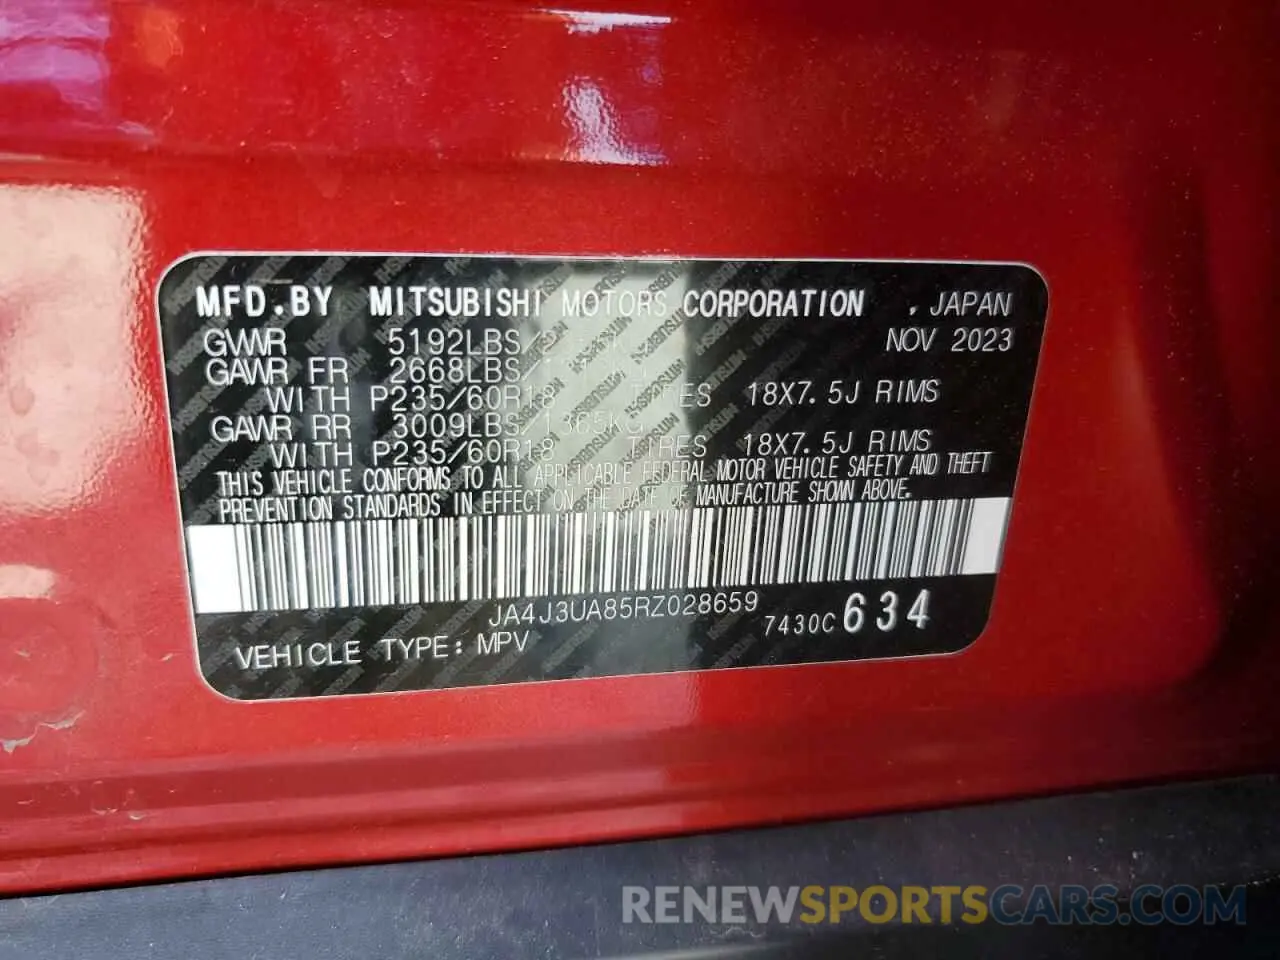 MFD.BY MITSUBISHI MOTORS CORPORATION , JAPAN
GVWR 5192LBS NOV 2023
GAWR FR 2668LBS
WITH P235/60R18 TIRES 18X7.5J RIMS
GAWR RR 3009LBS/1365KG
WITH P235/60R18 TIRES 18X7.5J RIMS
THIS VEHICLE CONFORMS TO ALL APPLICABLE FEDERAL MOTOR VEHICLE SAFETY AND THEFT
PREVENTION STANDARDS IN EFFECT ON THE DATE OF MANUFACTURE SHOWN ABOVE.
JA4J3UA85RZ028659
7430C 634
VEHICLE TYPE: MPV
RENEWSPORTSCARS.COM